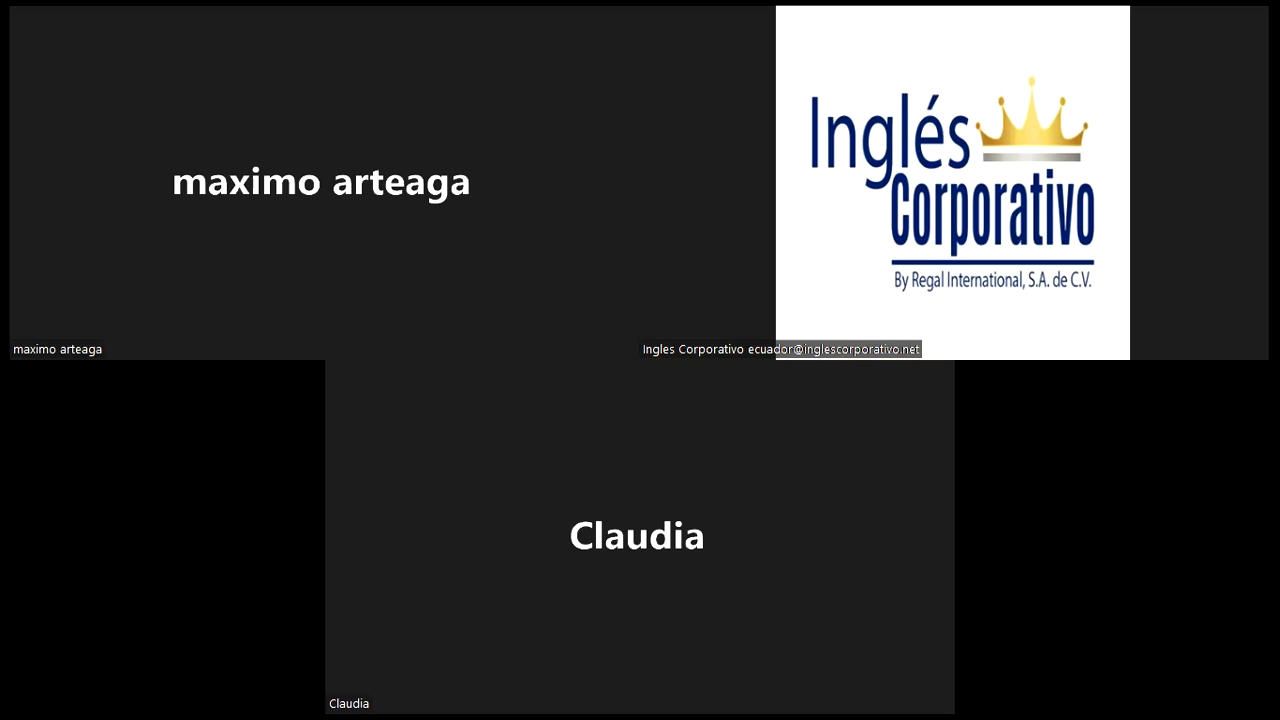 maximo arteaga
maximo arteaga
Inglés
Corporativo
By Regal International, S.A. de C.V.
Ingles Corporativo ecuador@inglescorporativo.net
Claudia
Claudia